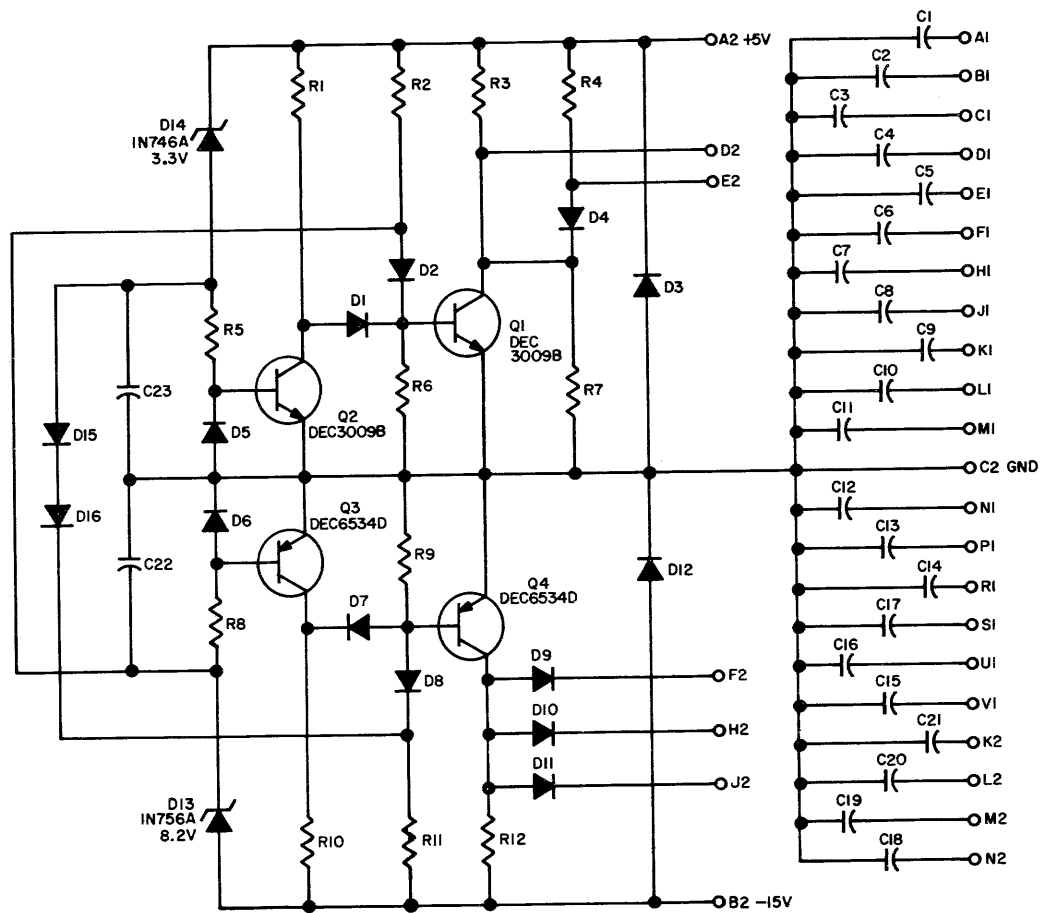 C1
A1
A2 +5V
C2
B1
R1
R2
R3
R4
C3
C1
D14
1N746A
3.3V
C4
D1
D2
E2
C5
E1
D4
C6
F1
D2
C7
H1
D3
C8
J1
D1
Q1
DEC
3009B
R5
C9
K1
R6
R7
C10
L1
C23
Q2
DEC3009B
C11
M1
D15
D5
C2 GND
D16
D6
Q3
DEC6534D
C12
N1
C22
R9
C13
P1
Q4
DEC6534D
D12
C14
R1
R8
D7
C17
S1
D9
F2
C16
U1
D8
C15
V1
D10
H2
C21
K2
D11
J2
C20
L2
D13
1N756A
8.2V
C19
M2
R10
R11
R12
C18
N2
B2 -15V